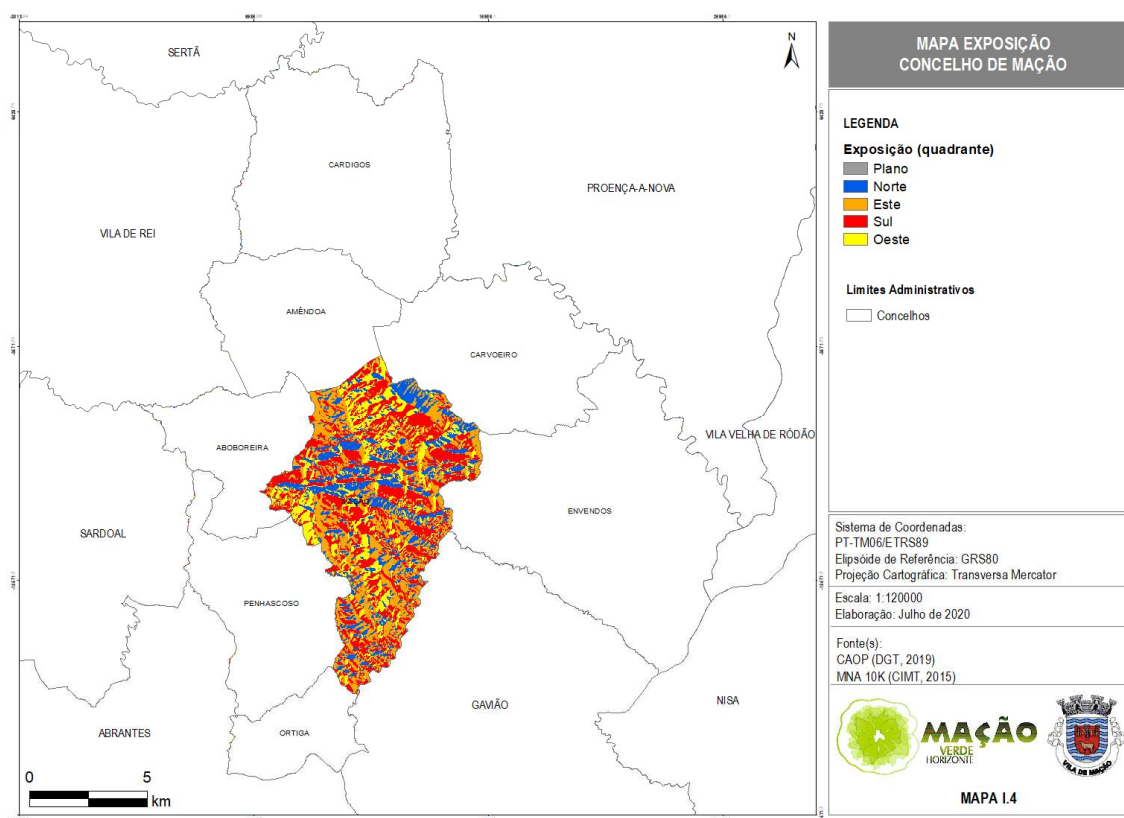 MAPA EXPOSIÇÃO
CONCELHO DE MAÇÃO
LEGENDA
Exposição (quadrante)
Plano
Norte
Este
Sul
Oeste
Limites Administrativos
Concelhos
Sistema de Coordenadas:
PT-TM06/ETRS89
Elipsóide de Referência: GRS80
Projeção Cartográfica: Transversa Mercator
Escala: 1:120000
Elaboração: Julho de 2020
Fonte(s):
CAOP (DGT, 2019)
MNA 10K (CIMT, 2015)
MAÇÃO
VERDE
HORIZONTE
VILA DE MAÇÃO
MAPA I.4
N
SERTÃ
CARDIGOS
PROENÇA-A-NOVA
VILA DE REI
AMÊNDOA
CARVOEIRO
ABOBOREIRA
VILA VELHA DE RÓDÃO
ENVENDOS
SARDOAL
PENHASCOSO
GAVIÃO
NISA
ABRANTES
ORTIGA
0 5
km